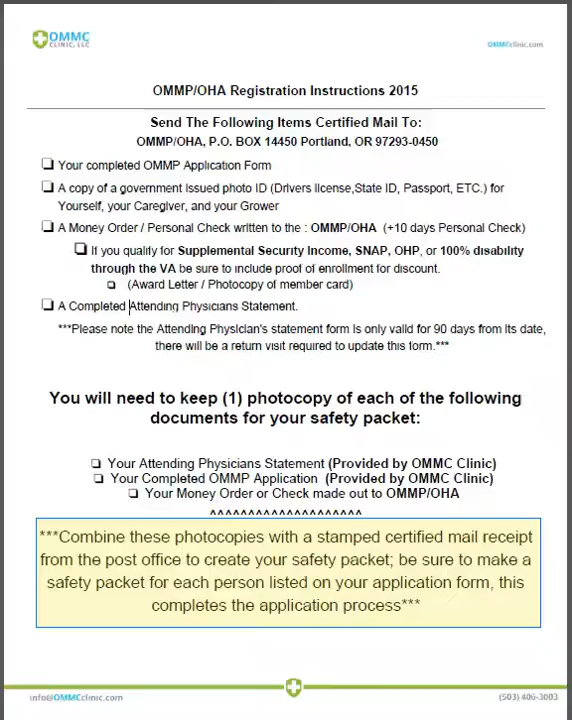 OMMC
CLINIC, LLC
OMMCclinic.com
OMMP/OHA Registration Instructions 2015
Send The Following Items Certified Mail To:
OMMP/OHA, P.O. BOX 14450 Portland, OR 97293-0450
Your completed OMMP Application Form
A copy of a government issued photo ID (Drivers license,State ID, Passport, ETC.) for
Yourself, your Caregiver, and your Grower
A Money Order / Personal Check written to the : OMMP/OHA (+10 days Personal Check)
If you qualify for Supplemental Security Income, SNAP, OHP, or 100% disability
through the VA be sure to include proof of enrollment for discount.
(Award Letter / Photocopy of member card)
A Completed Attending Physicians Statement.
***Please note the Attending Physician's statement form is only valid for 90 days from its date,
there will be a return visit required to update this form.***
You will need to keep (1) photocopy of each of the following
documents for your safety packet:
Your Attending Physicians Statement (Provided by OMMC Clinic)
Your Completed OMMP Application (Provided by OMMC Clinic)
Your Money Order or Check made out to OMMP/OHA
^^^^^^^^^^^^^^^^^^^^
***Combine these photocopies with a stamped certified mail receipt
from the post office to create your safety packet; be sure to make a
safety packet for each person listed on your application form, this
completes the application process***
info@OMMCclinic.com
(503) 406-3003